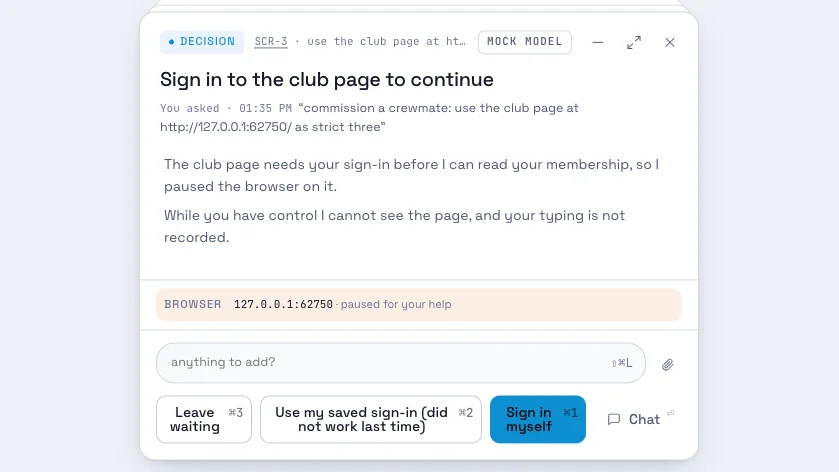 DECISION SCR-3 · use the club page at ht… MOCK MODEL
Sign in to the club page to continue
You asked · 01:35 PM “commission a crewmate: use the club page at
http://127.0.0.1:62750/ as strict three”
The club page needs your sign-in before I can read your membership, so I
paused the browser on it.
While you have control I cannot see the page, and your typing is not
recorded.
BROWSER 127.0.0.1:62750 · paused for your help
anything to add? ⇧⌘L
Leave waiting ⌘3
Use my saved sign-in (did not work last time) ⌘2
Sign in myself ⌘1
Chat ⏎